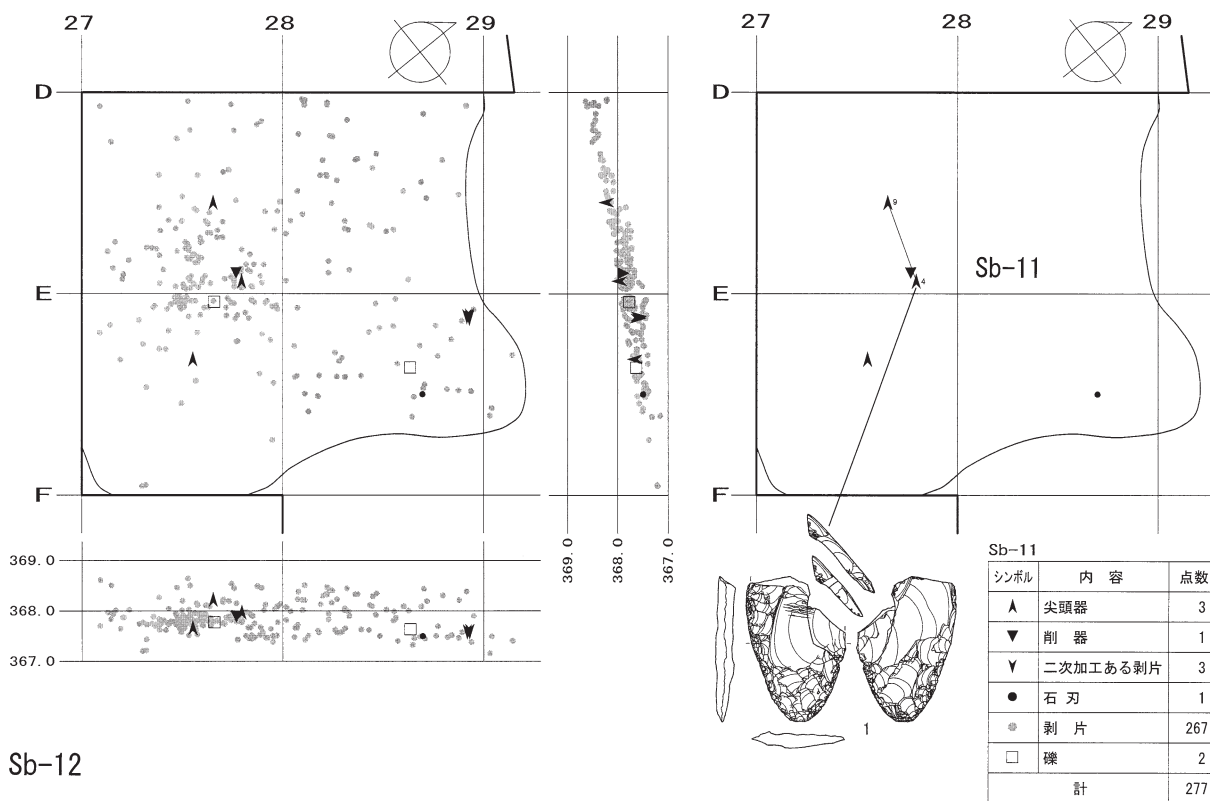 27 28 29
D
E
F
369.0 368.0 367.0
369.0
368.0
367.0
27 28 29
D
9
Sb-11
4
E
F
1
Sb-11
シンボル 内 容 点数
尖頭器 3
削 器 1
二次加工ある剥片 3
石 刃 1
剥 片 267
礫 2
計 277
Sb-12